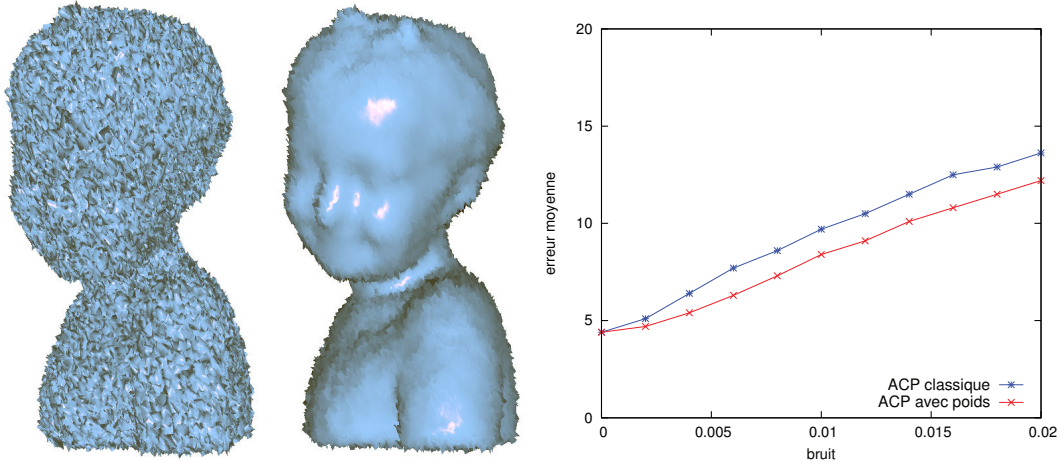 20
15
10
5
0
erreur moyenne
ACP classique
ACP avec poids
0
0.005
0.01
0.015
0.02
bruit